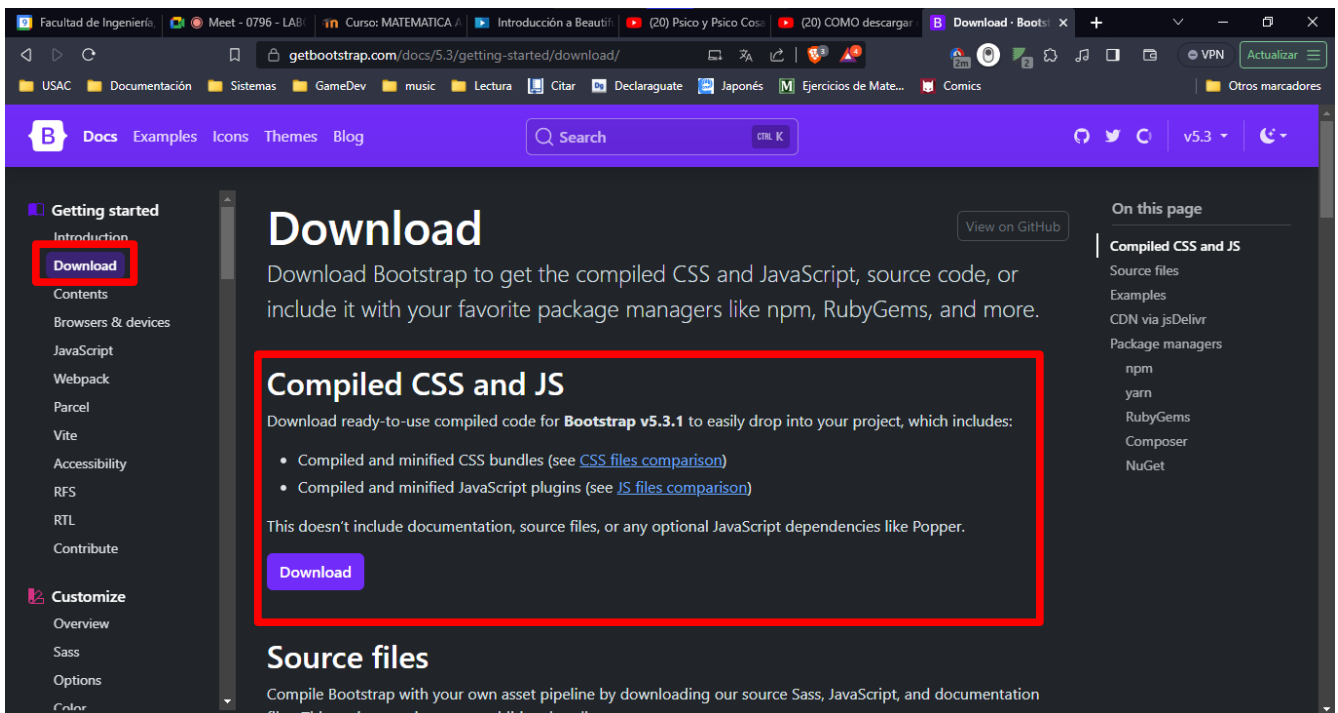 Facultad de Ingeniería,
Meet - 0796 - LAB
Curso: MATEMATICA A
Introducción a Beautif
(20) Psico y Psico Cosa
(20) COMO descargar
Download · Boots
getbootstrap.com/docs/5.3/getting-started/download/
2m
2
VPN
Actualizar
USAC
Documentación
Sistemas
GameDev
music
Lectura
Citar
Declaraguate
Japonés
Ejercicios de Mate...
Comics
Otros marcadores
B
Docs
Examples
Icons
Themes
Blog
Search
CTRL K
v5.3
Getting started
Introduction
Download
Contents
Browsers & devices
JavaScript
Webpack
Parcel
Vite
Accessibility
RFS
RTL
Contribute
Customize
Overview
Sass
Options
Color
Download
View on GitHub
Download Bootstrap to get the compiled CSS and JavaScript, source code, or
include it with your favorite package managers like npm, RubyGems, and more.
Compiled CSS and JS
Download ready-to-use compiled code for Bootstrap v5.3.1 to easily drop into your project, which includes:
• Compiled and minified CSS bundles (see CSS files comparison)
• Compiled and minified JavaScript plugins (see JS files comparison)
This doesn't include documentation, source files, or any optional JavaScript dependencies like Popper.
Download
Source files
Compile Bootstrap with your own asset pipeline by downloading our source Sass, JavaScript, and documentation
On this page
Compiled CSS and JS
Source files
Examples
CDN via jsDelivr
Package managers
npm
yarn
RubyGems
Composer
NuGet